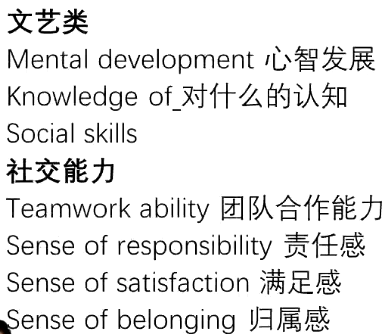 文艺类
Mental development 心智发展
Knowledge of_对什么的认知
Social skills
社交能力
Teamwork ability 团队合作能力
Sense of responsibility 责任感
Sense of satisfaction 满足感
Sense of belonging 归属感